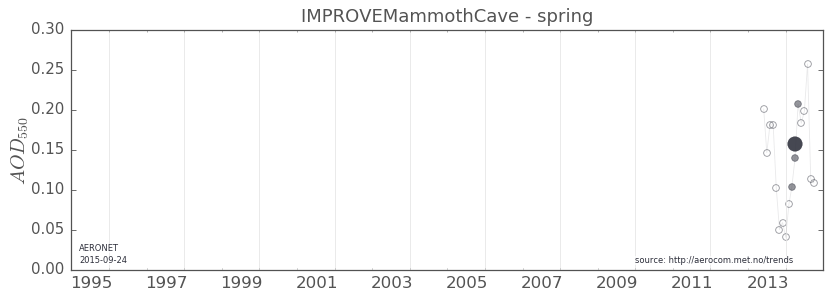 IMPROVEMammothCave - spring
0.30
0.25
0.20
0.15
0.10
0.05
0.00
AOD550
AERONET
2015-09-24
source: http://aerocom.met.no/trends
1995 1997 1999 2001 2003 2005 2007 2009 2011 2013